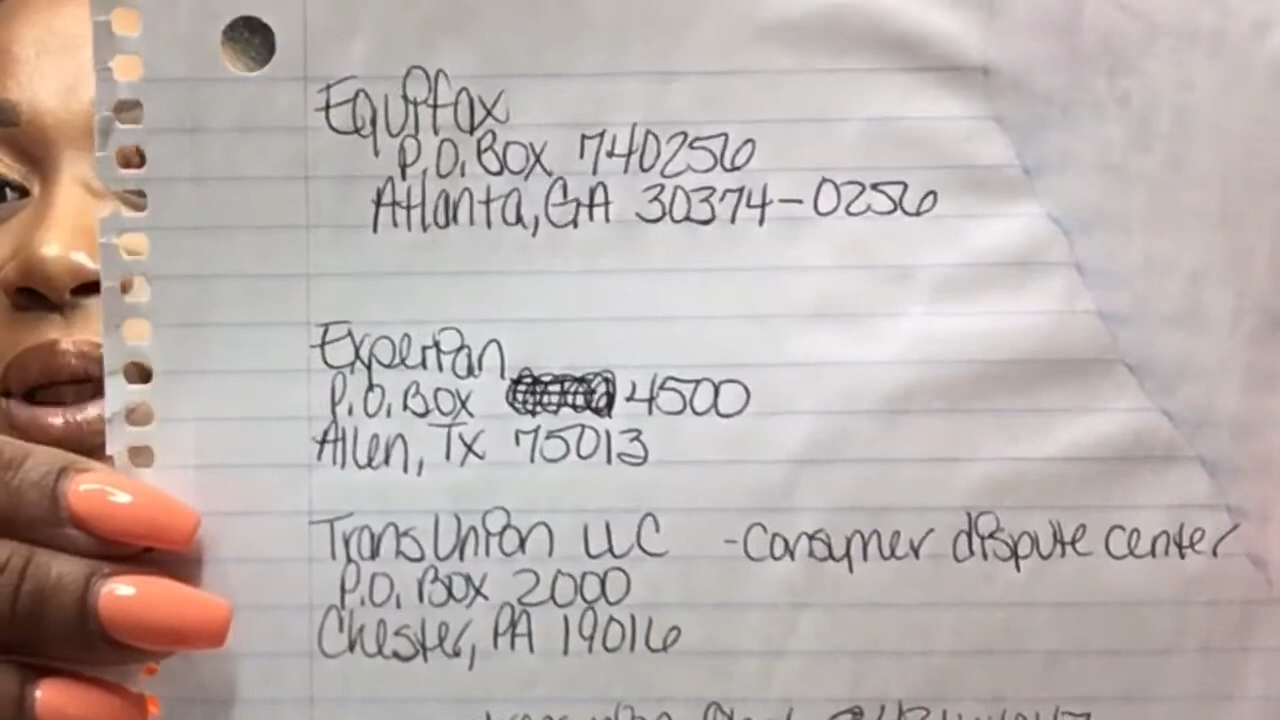 Equifax
P.O. Box 740256
Atlanta, GA 30374-0256
Experian
P.O. Box 4500
Allen, TX 75013
TransUnion LLC - Consumer dispute center
P.O. Box 2000
Chester, PA 19016